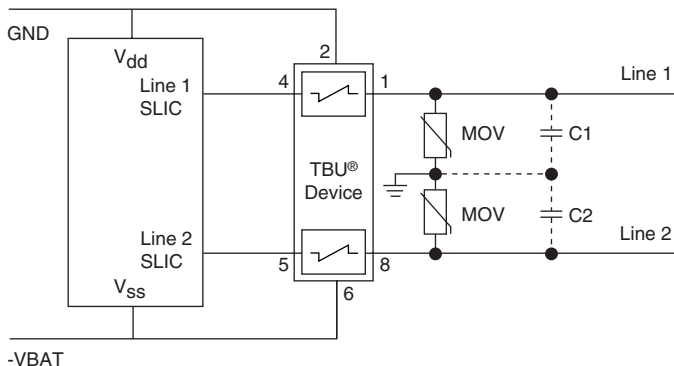 GND
Vdd
2
Line 1
SLIC
4
1
Line 1
MOV
C1
TBU®
Device
MOV
C2
Line 2
SLIC
5
8
Line 2
Vss
6
-VBAT